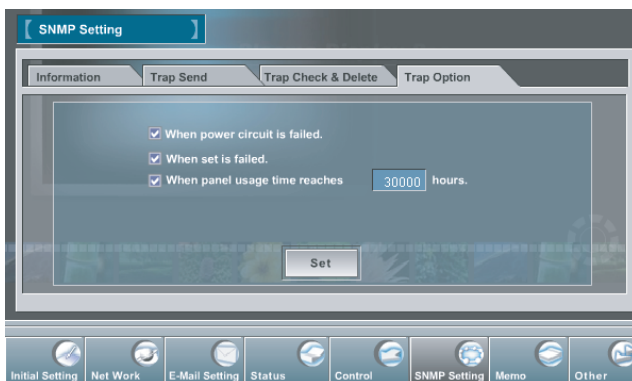 SNMP Setting
Information Trap Send Trap Check & Delete Trap Option
When power circuit is failed.
When set is failed.
When panel usage time reaches 30000 hours.
Set
Initial Setting Net Work E-Mail Setting Status Control SNMP Setting Memo Other